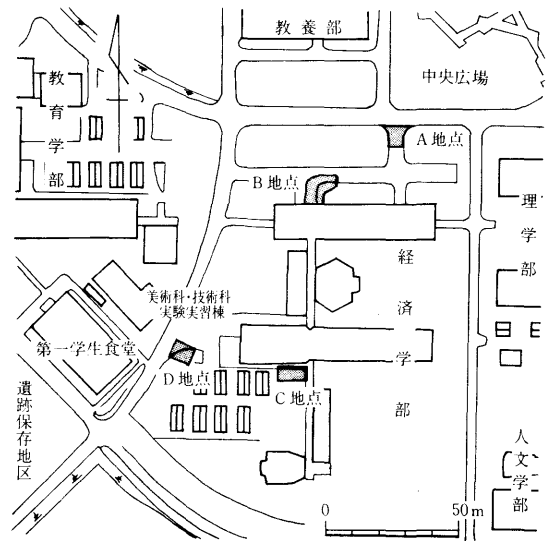 教養部
中央広場
教育学部
A地点
B地点
理学部
経済学部
美術科・技術科
実験実習棟
第一学生食堂
D地点
C地点
遺跡保存地区
人文学部
0 50m